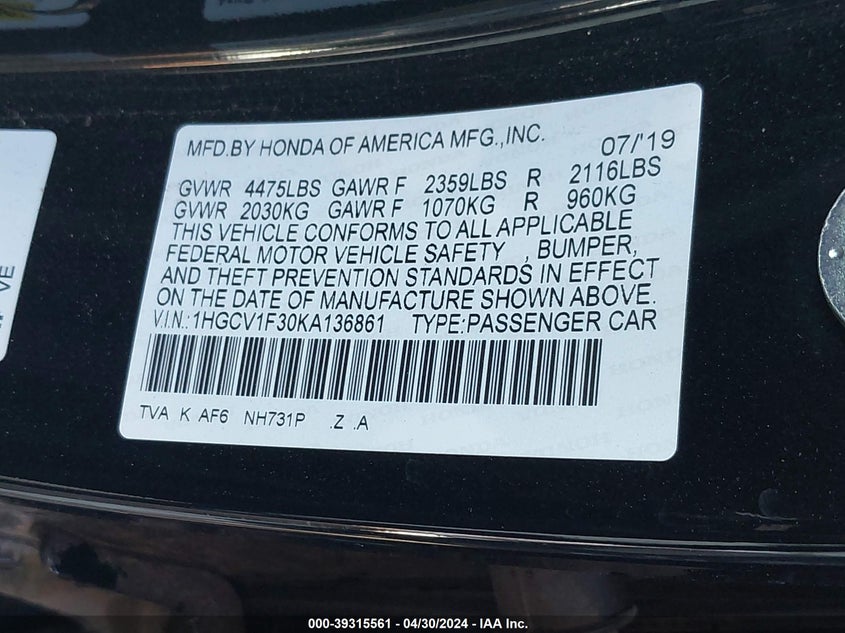 MFD.BY HONDA OF AMERICA MFG.,INC. 07/'19
GVWR 4475LBS GAWR F 2359LBS R 2116LBS
GVWR 2030KG GAWR F 1070KG R 960KG
THIS VEHICLE CONFORMS TO ALL APPLICABLE
FEDERAL MOTOR VEHICLE SAFETY , BUMPER,
AND THEFT PREVENTION STANDARDS IN EFFECT
ON THE DATE OF MANUFACTURE SHOWN ABOVE.
V.I.N.:1HGCV1F30KA136861 TYPE:PASSENGER CAR
TVA K AF6 NH731P .Z .A
VE
000-39315561 - 04/30/2024 - IAA Inc.